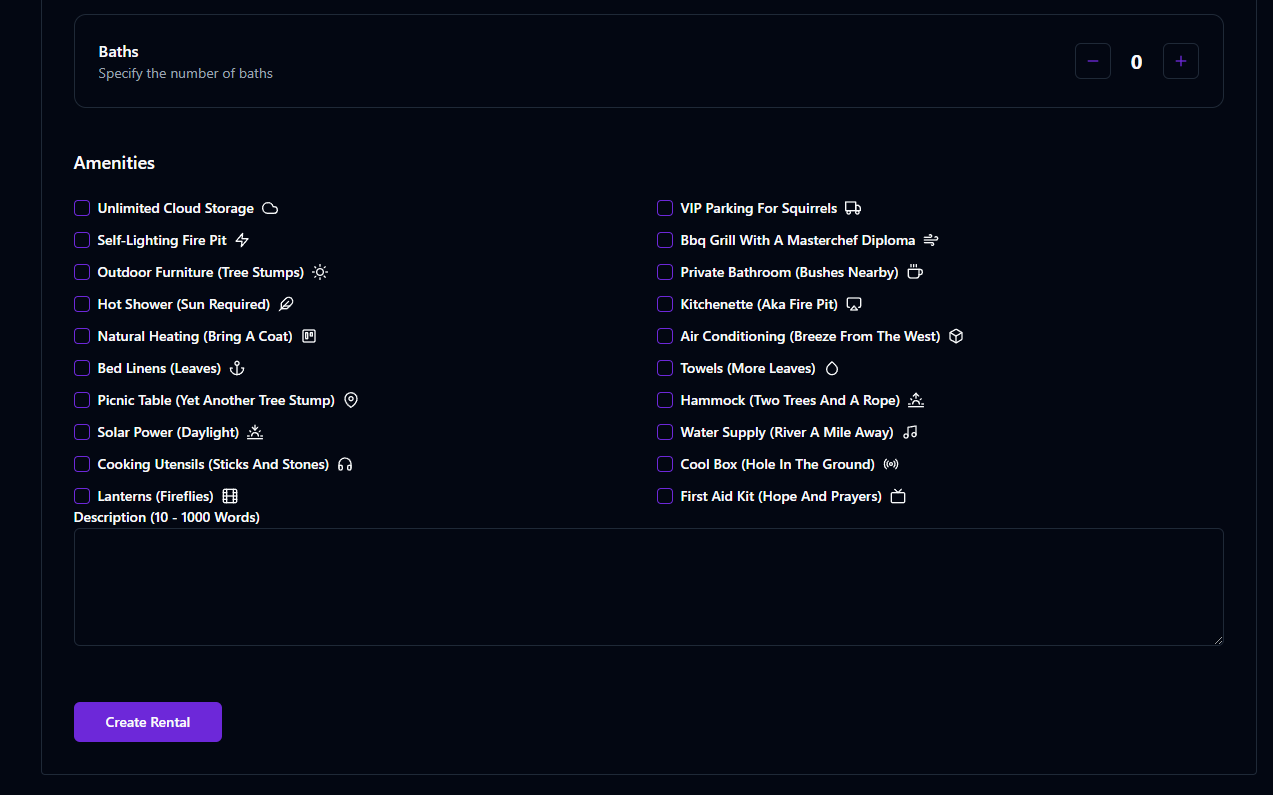 Baths
Specify the number of baths
0
Amenities
Unlimited Cloud Storage
VIP Parking For Squirrels
Self-Lighting Fire Pit
Bbq Grill With A Masterchef Diploma
Outdoor Furniture (Tree Stumps)
Private Bathroom (Bushes Nearby)
Hot Shower (Sun Required)
Kitchenette (Aka Fire Pit)
Natural Heating (Bring A Coat)
Air Conditioning (Breeze From The West)
Bed Linens (Leaves)
Towels (More Leaves)
Picnic Table (Yet Another Tree Stump)
Hammock (Two Trees And A Rope)
Solar Power (Daylight)
Water Supply (River A Mile Away)
Cooking Utensils (Sticks And Stones)
Cool Box (Hole In The Ground)
Lanterns (Fireflies)
First Aid Kit (Hope And Prayers)
Description (10 - 1000 Words)
Create Rental